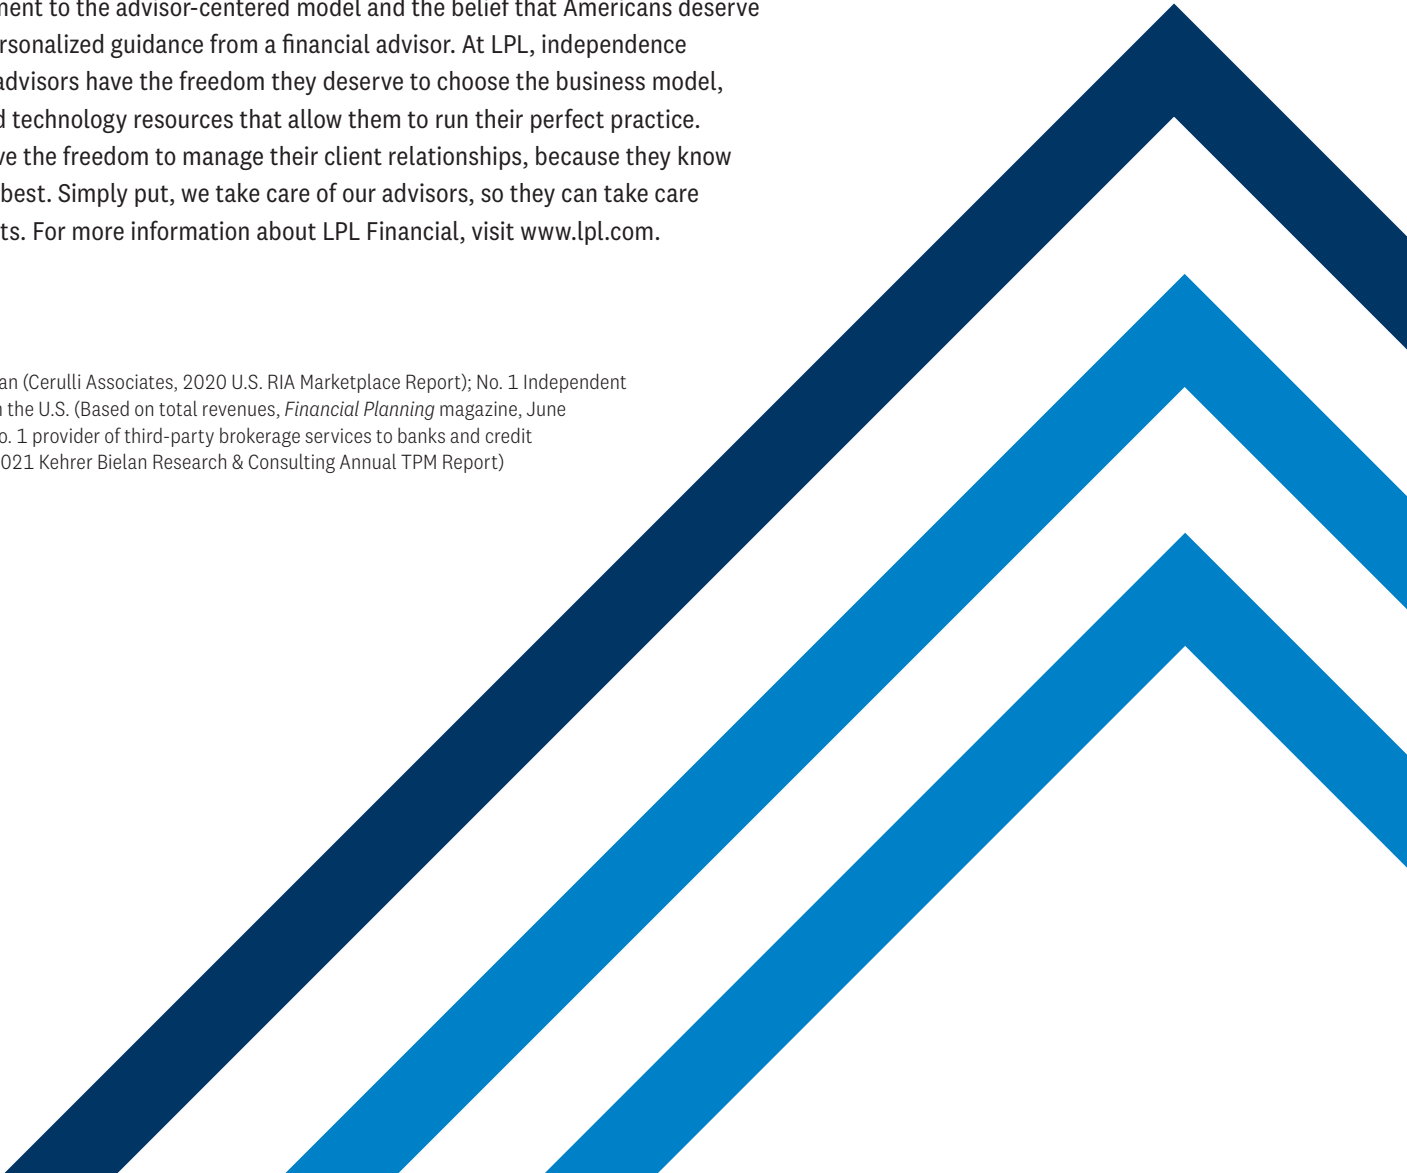 to the advisor-centered model and the belief that Americans deserve
guidance from a financial advisor. At LPL, independence
advisors have the freedom they deserve to choose the business model,
technology resources that allow them to run their perfect practice.
the freedom to manage their client relationships, because they know
best. Simply put, we take care of our advisors, so they can take care
For more information about LPL Financial, visit www.lpl.com.
(Cerulli Associates, 2020 U.S. RIA Marketplace Report); No. 1 Independent
the U.S. (Based on total revenues, Financial Planning magazine, June
1 provider of third-party brokerage services to banks and credit
021 Kehrer Bielan Research & Consulting Annual TPM Report)